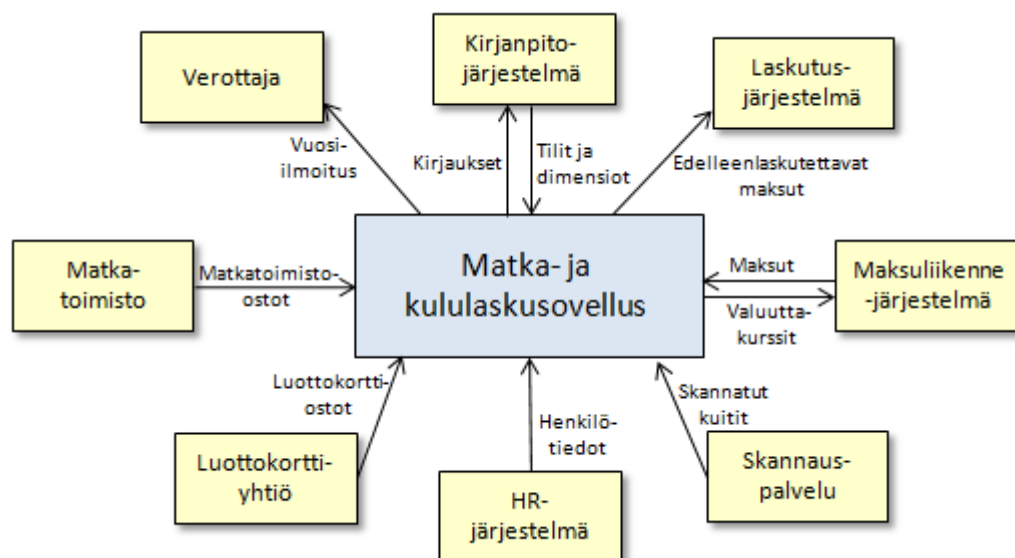 Verottaja
Kirjanpito-
järjestelmä
Laskutus-
järjestelmä
Vuosi-
ilmoitus
Kirjaukset
Tilit ja
dimensiot
Edelleenlaskutettavat
maksut
Matka-
toimisto
Matkatoimisto-
ostot
Matka- ja
kululaskusovellus
Maksut
Valuutta-
kurssit
Maksuliikenne
-järjestelmä
Luottokortti-
ostot
Henkilö-
tiedot
Skannatut
kuitit
Luottokortti-
yhtiö
HR-
järjestelmä
Skannaus-
palvelu